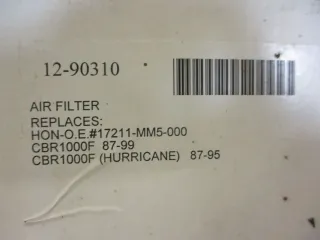 12-90310
AIR FILTER
REPLACES:
HON-O.E.#17211-MM5-000
CBR1000F 87-99
CBR1000F (HURRICANE) 87-95